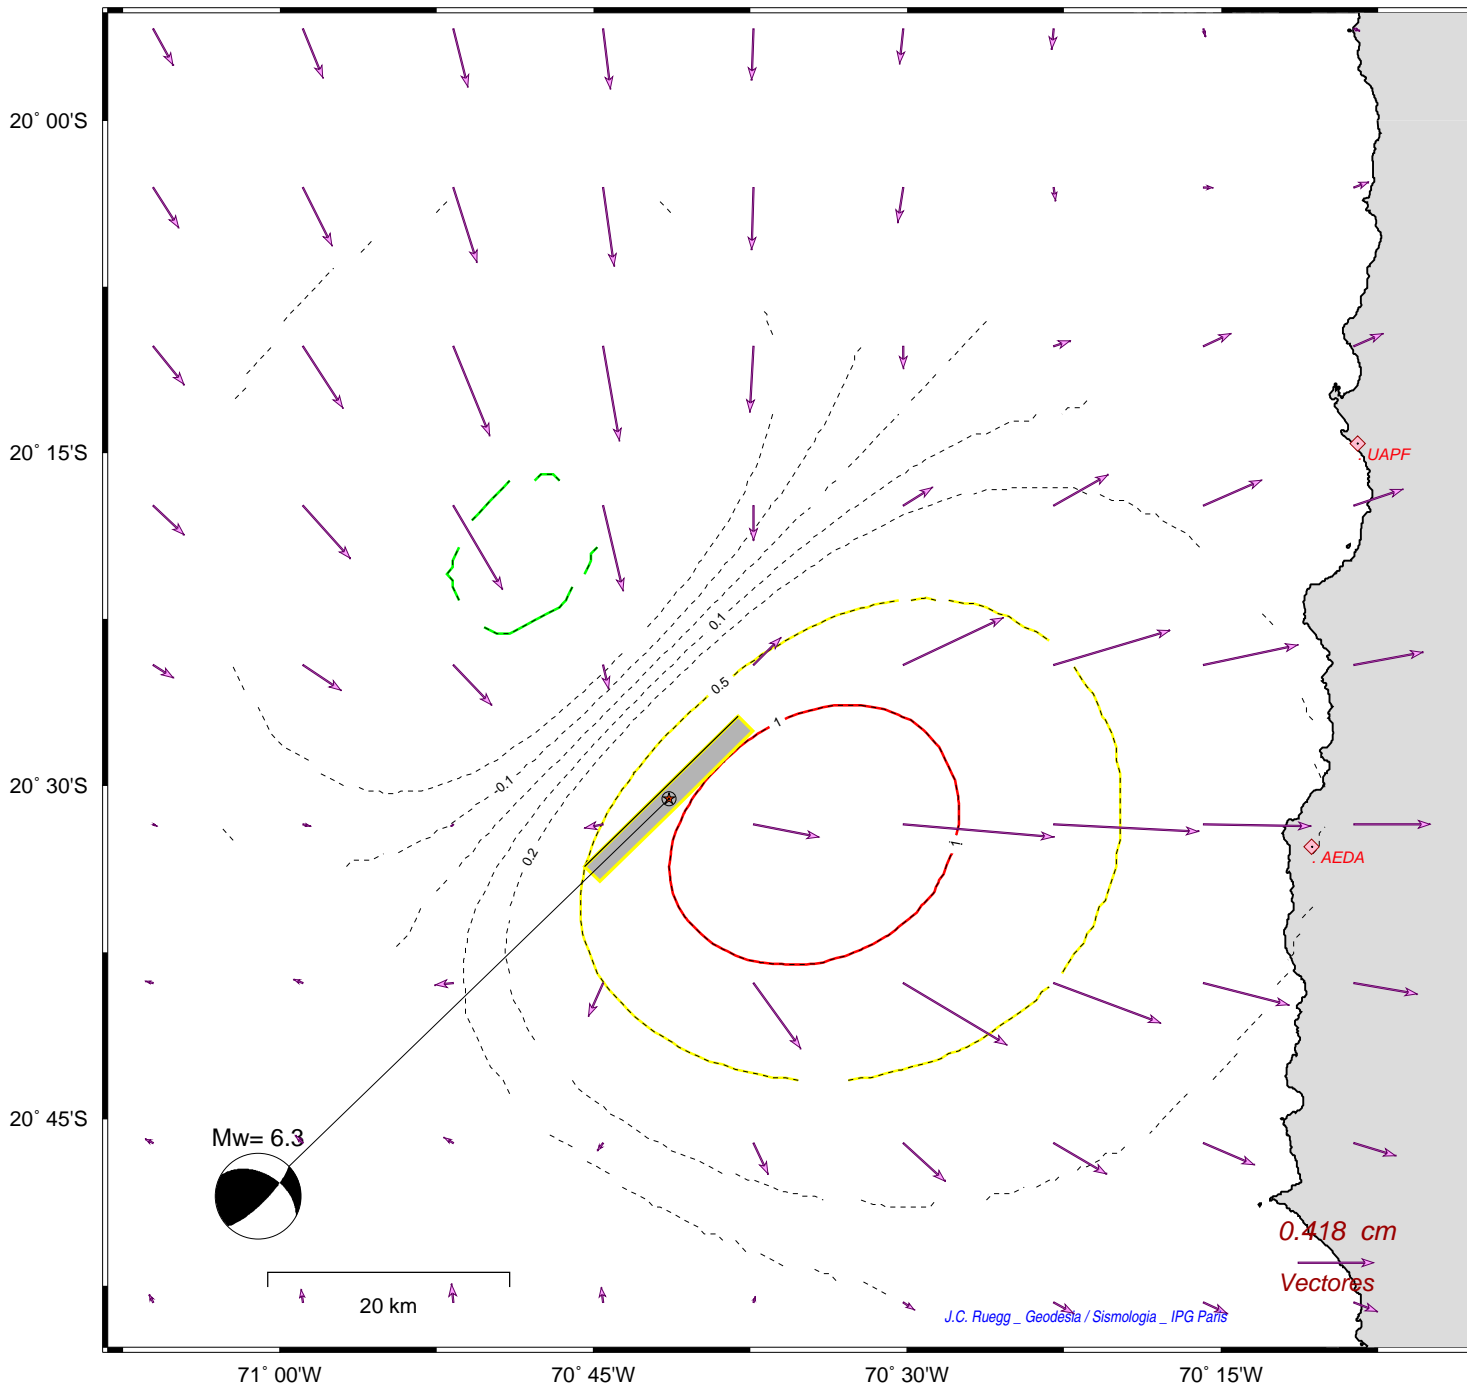 20° 00'S
20° 15'S
UAPF
0.1
0.5
1
20° 30'S
-0.1
0.2
1
. AEDA
20° 45'S
Mw= 6.3
0.418 cm
Vectores
20 km
J.C. Ruegg _ Geodesia / Sismologia _ IPG Paris
71° 00'W
70° 45'W
70° 30'W
70° 15'W